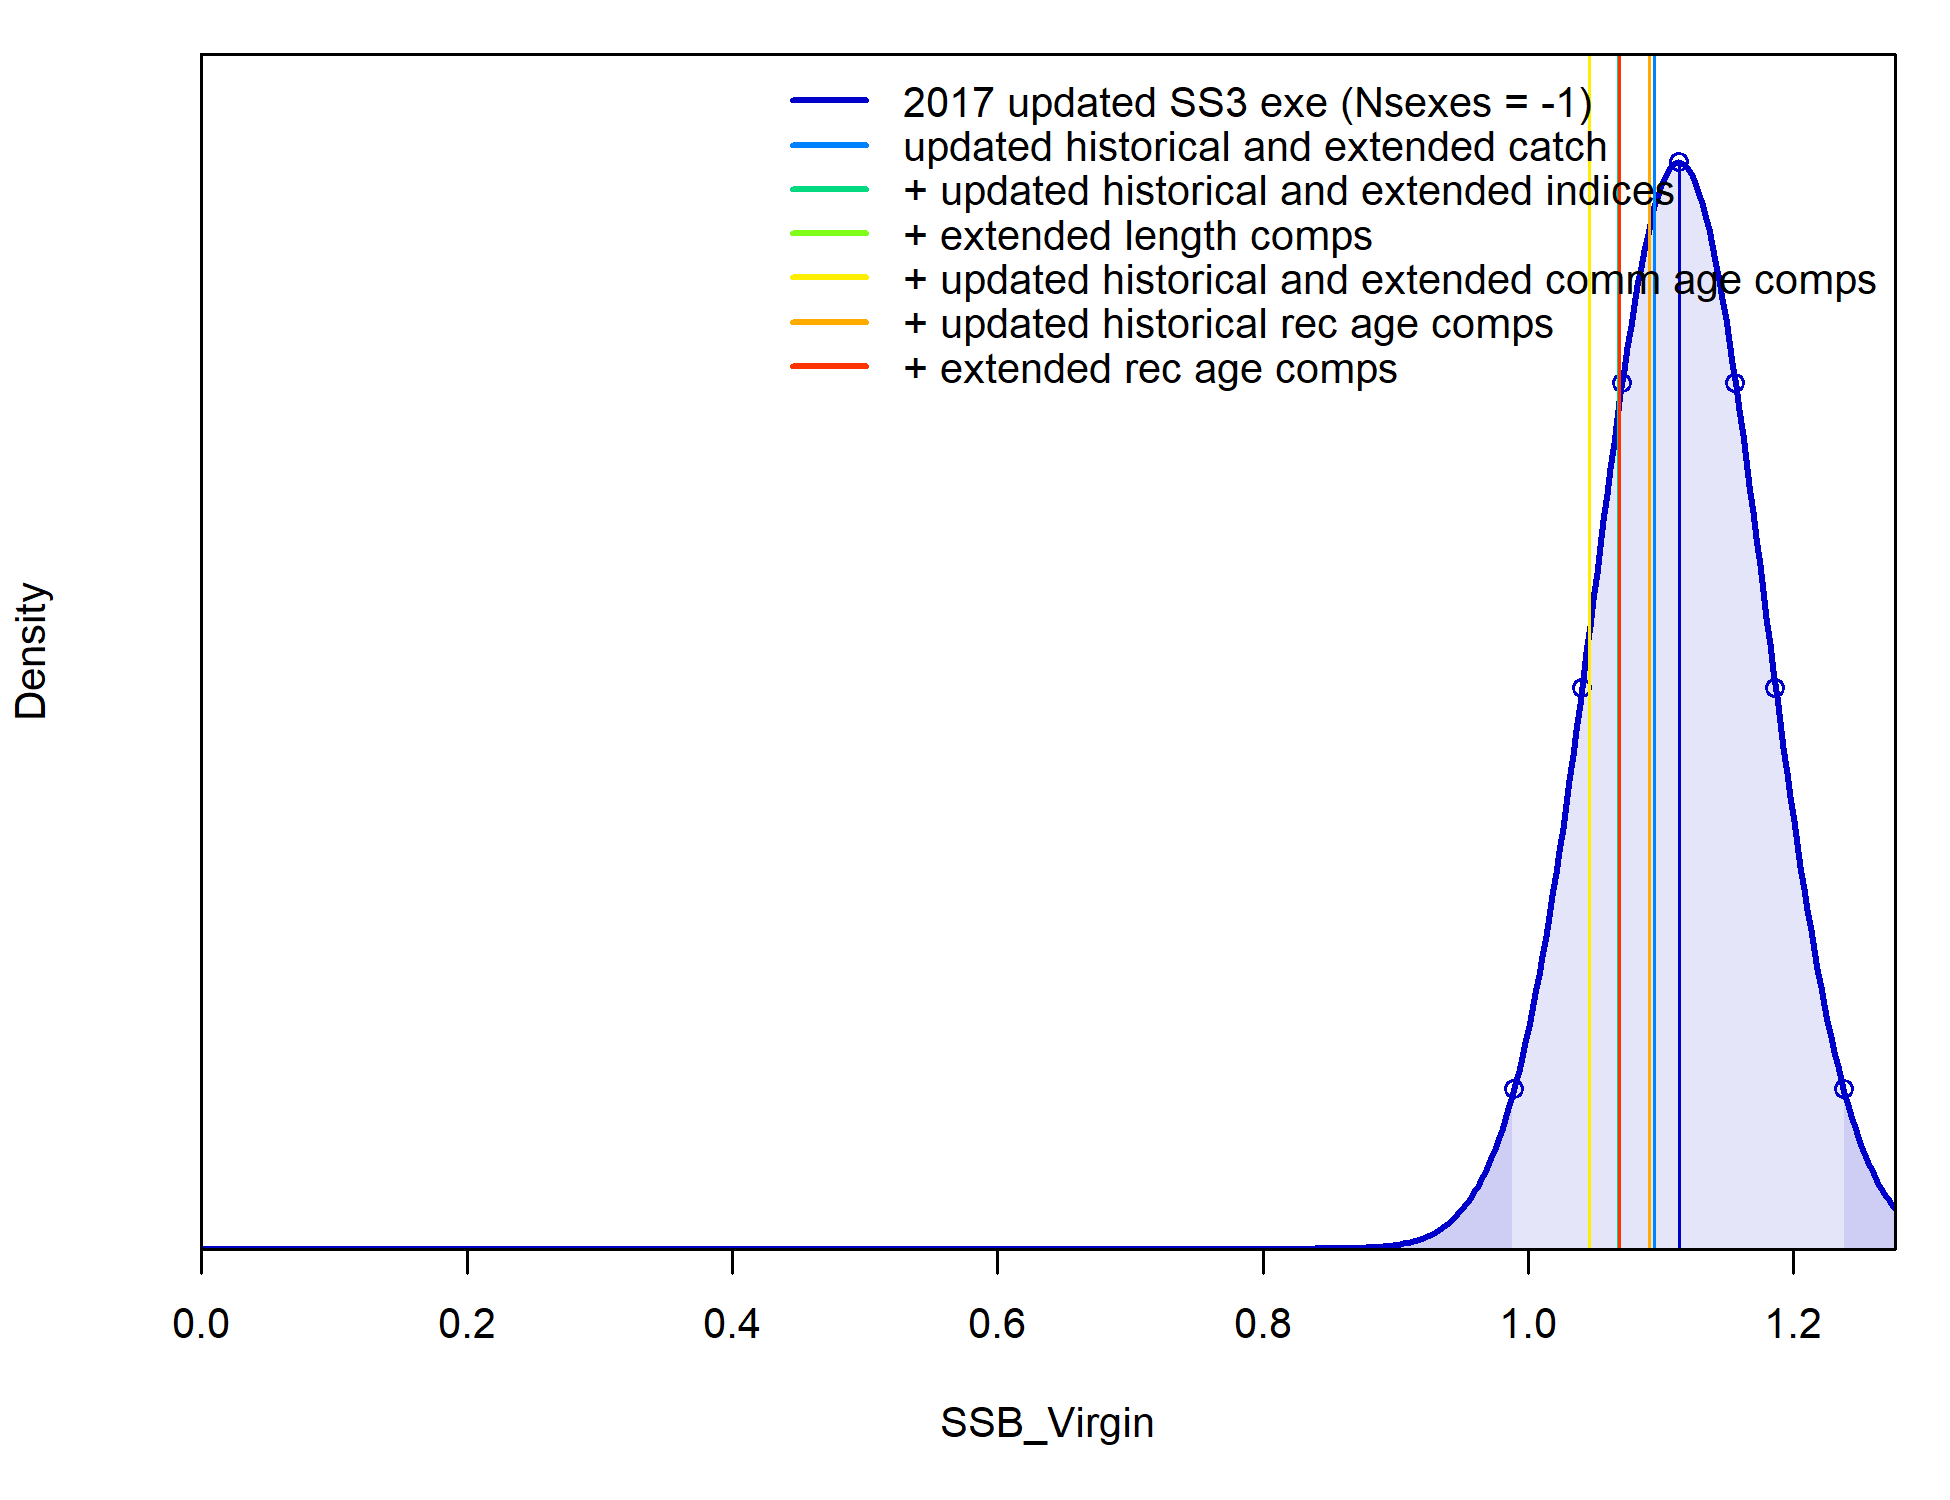 2017 updated SS3 exe (Nsexes = -1)
updated historical and extended catch
+ updated historical and extended indices
+ extended length comps
+ updated historical and extended comm age comps
+ updated historical rec age comps
+ extended rec age comps
Density
0.0 0.2 0.4 0.6 0.8 1.0 1.2
SSB_Virgin